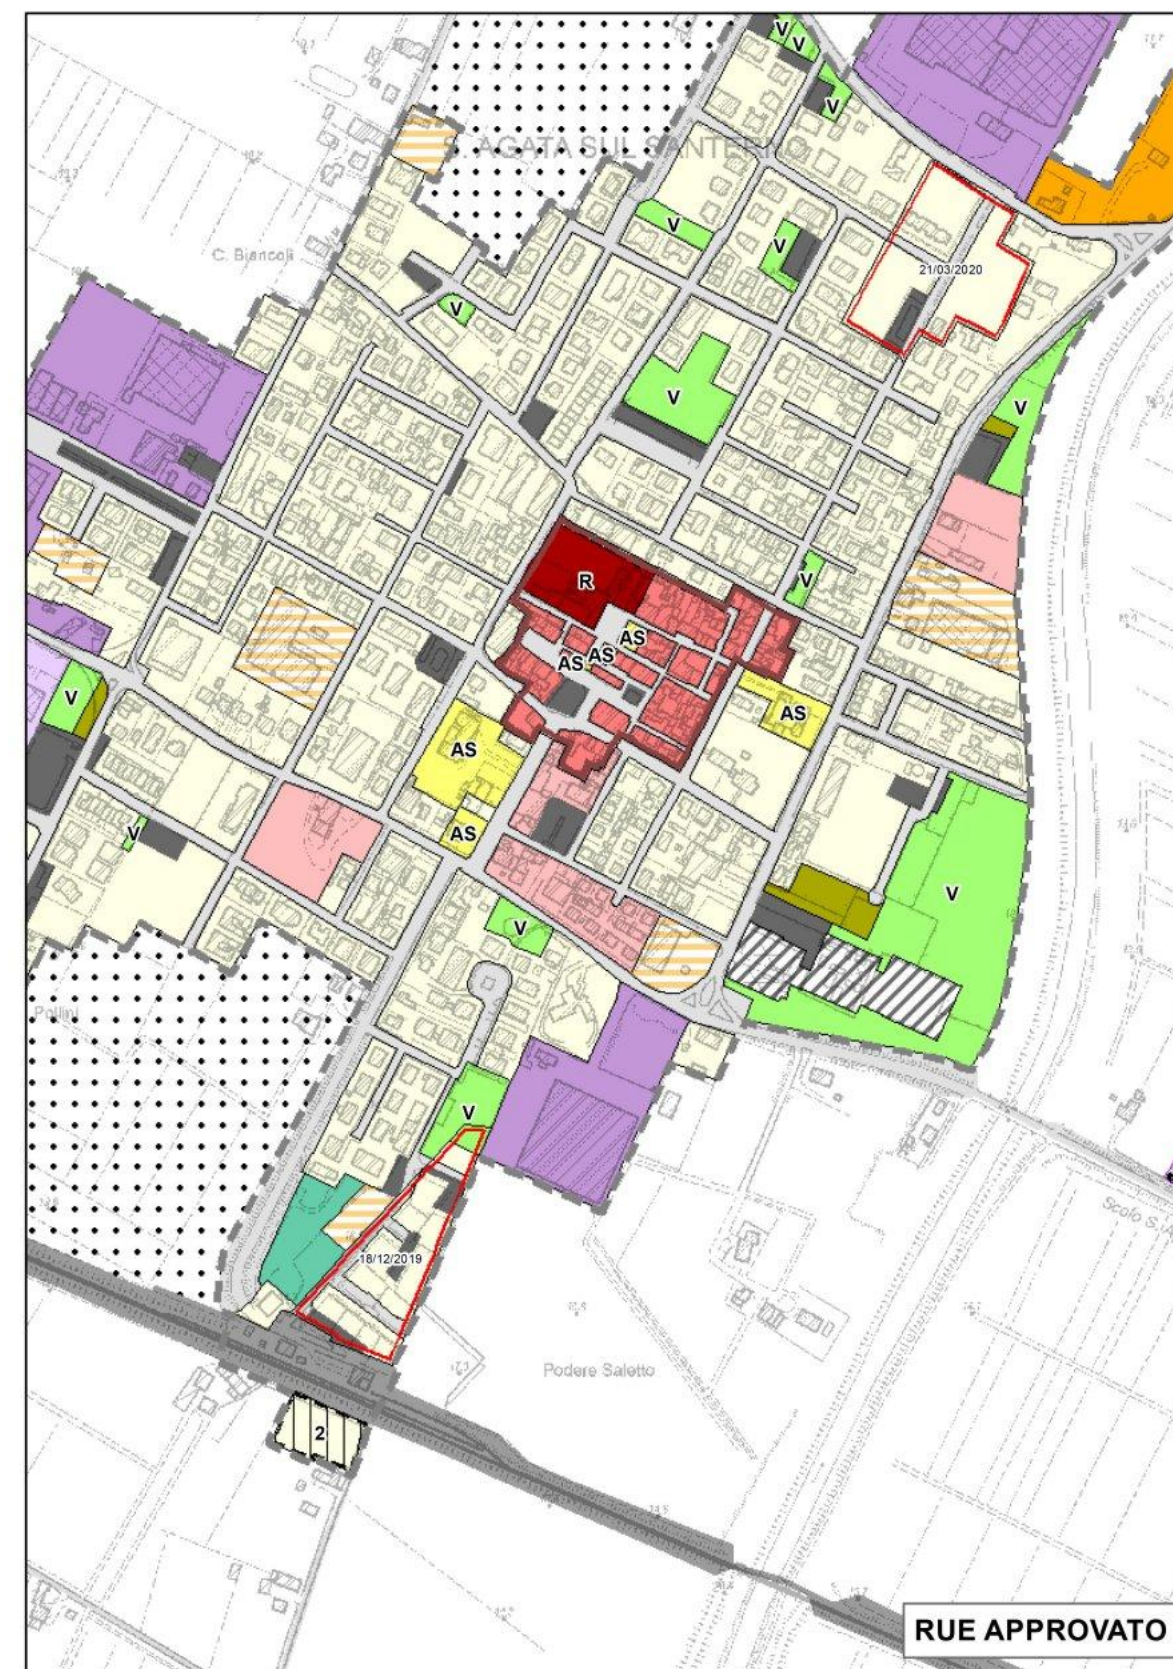 V
V
V
S. AGATA SUL SANTERNO
C. Biancoli
V
V
21/03/2020
V
V
V
R
V
AS
AS
AS
V
AS
AS
AS
V
V
V
Pollini
V
18/12/2019
Scolo S. A
Podere Saletto
2
RUE APPROVATO